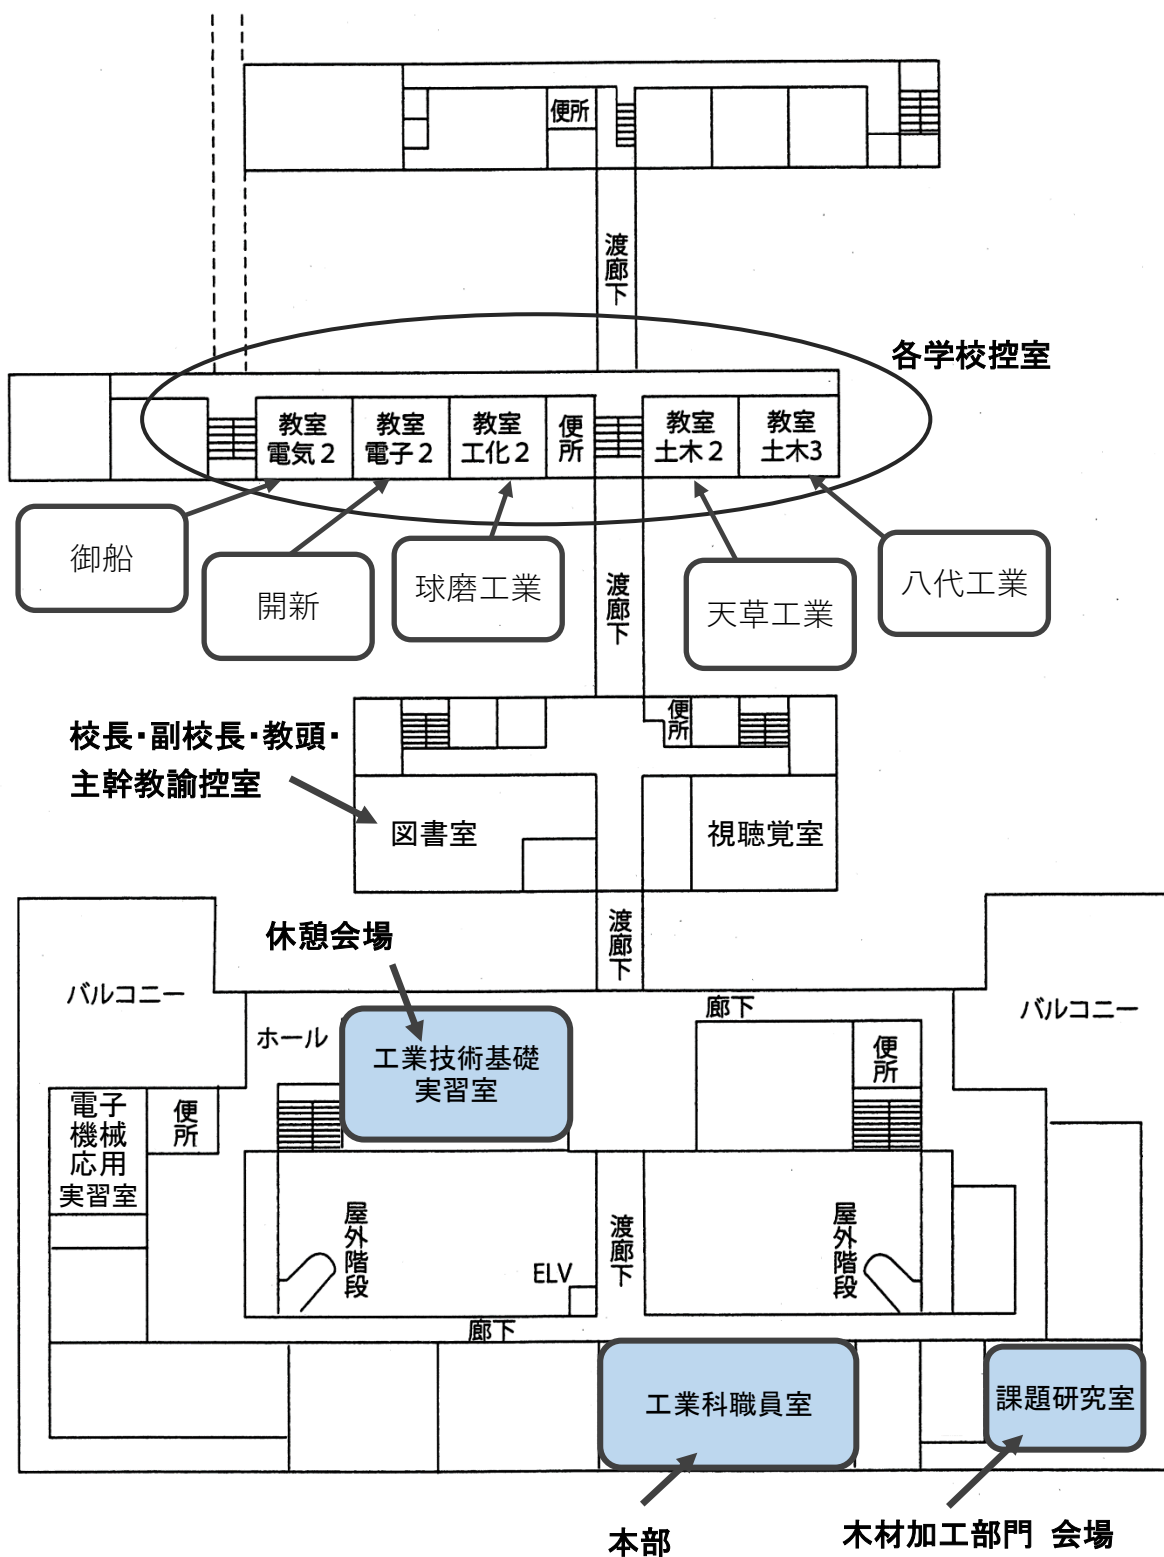 便所
渡
廊
下
各学校控室
教室
電気2
教室
電子2
教室
工化2
便
所
教室
土木2
教室
土木3
御船
開新
球磨工業
天草工業
八代工業
渡
廊
下
校長・副校長・教頭・
主幹教諭控室
便
所
図書室
視聴覚室
休憩会場
渡
廊
下
バルコニー
廊下
バルコニー
ホール
工業技術基礎
実習室
便
所
電子
機械
応用
実習室
便
所
屋
外
階
段
渡
廊
下
屋
外
階
段
ELV
廊下
工業科職員室
課題研究室
本部
木材加工部門 会場